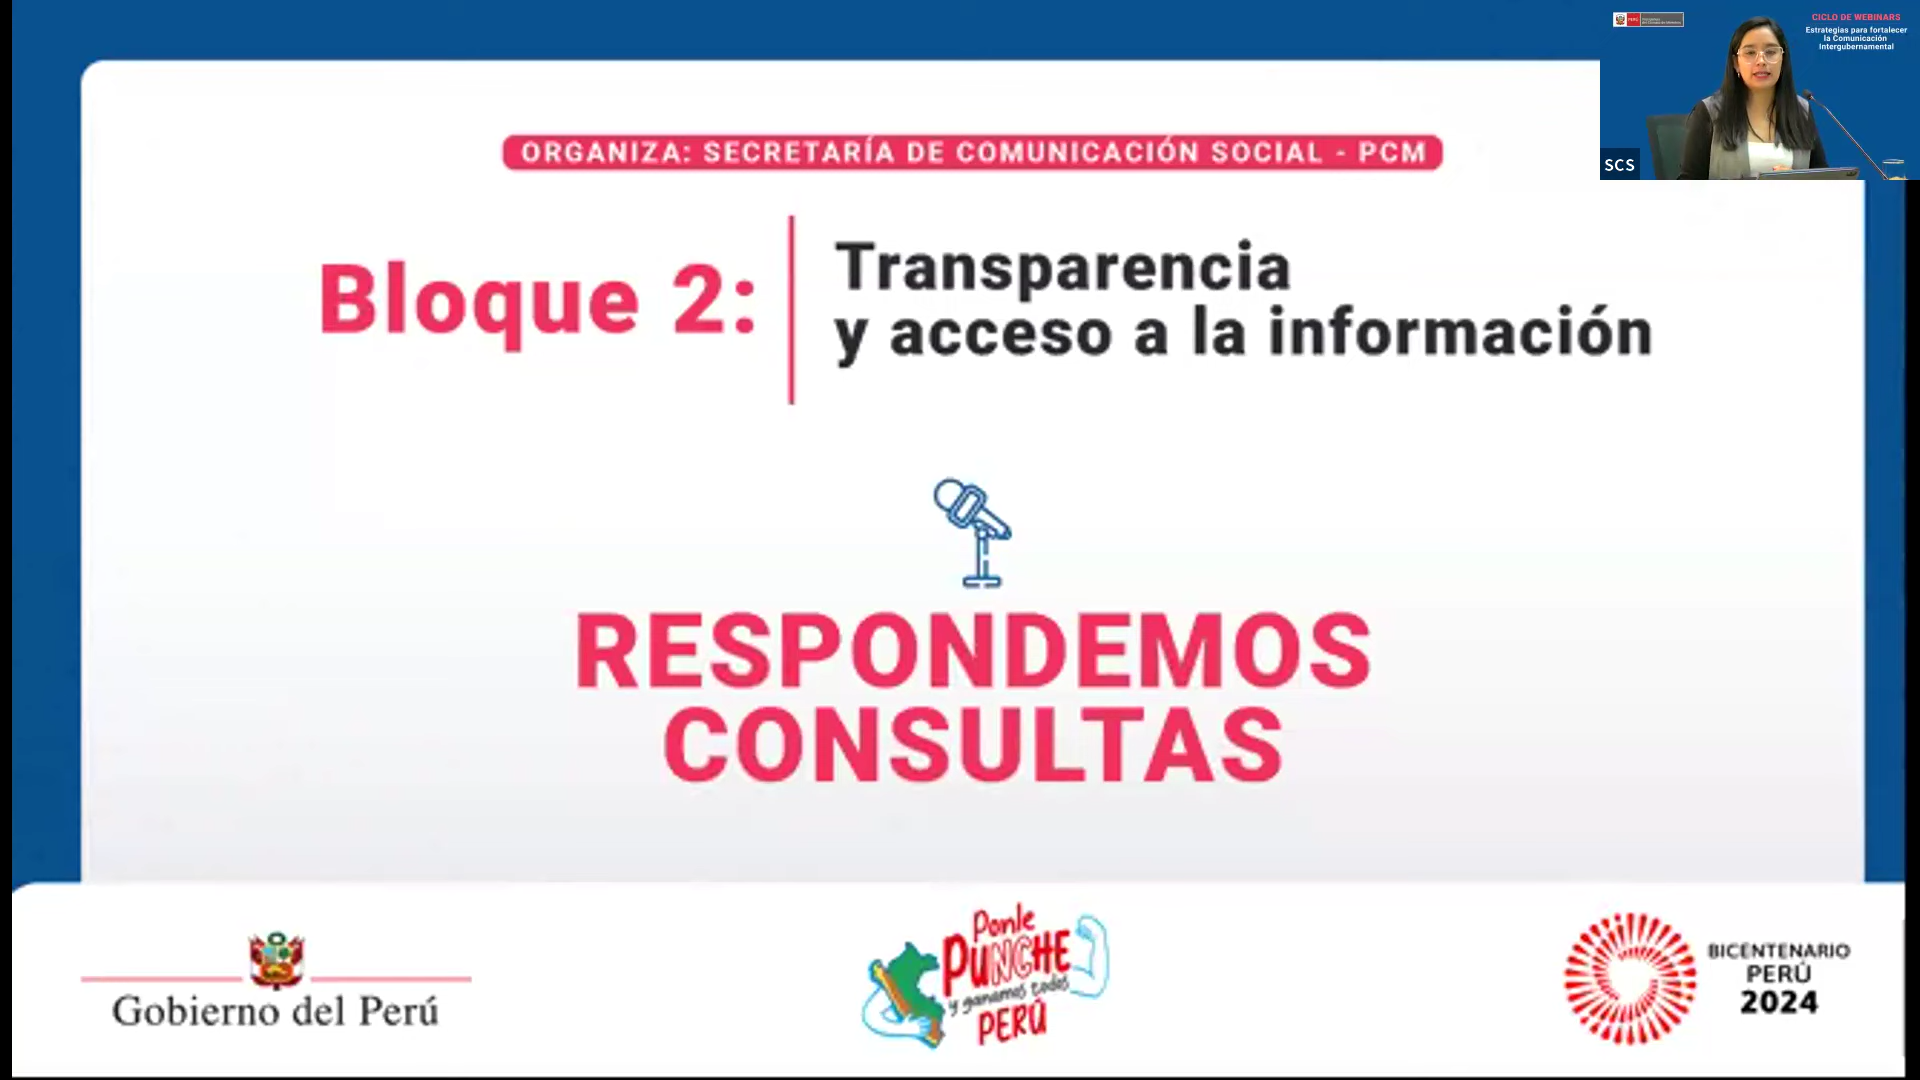 CICLO DE WEBINARS
Estrategias para fortalecer
la Comunicación
Intergubernamental
PERÚ
SCS
ORGANIZA: SECRETARÍA DE COMUNICACIÓN SOCIAL - PCM
Bloque 2:
Transparencia
y acceso a la información
RESPONDEMOS
CONSULTAS
Gobierno del Perú
Ponle
PUNCHE
y ganamos todos
PERÚ
BICENTENARIO
PERÚ
2024